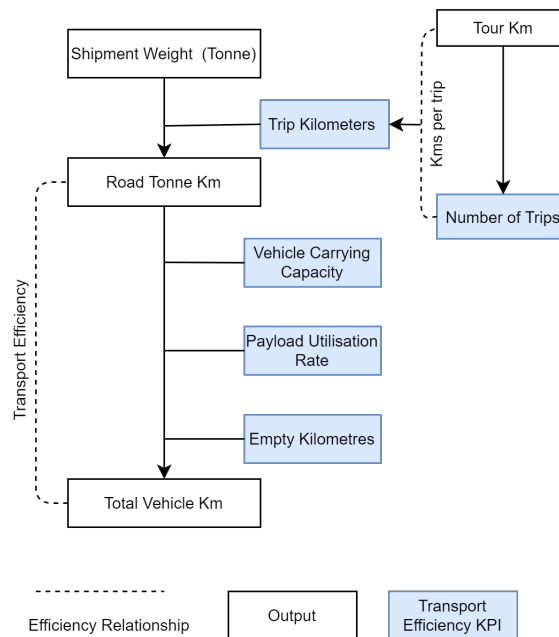 Tour Km
Shipment Weight (Tonne)
Kms per trip
Trip Kilometers
Road Tonne Km
Number of Trips
Vehicle Carrying
Capacity
Transport Efficiency
Payload Utilisation
Rate
Empty Kilometres
Total Vehicle Km
Efficiency Relationship
Output
Transport
Efficiency KPI